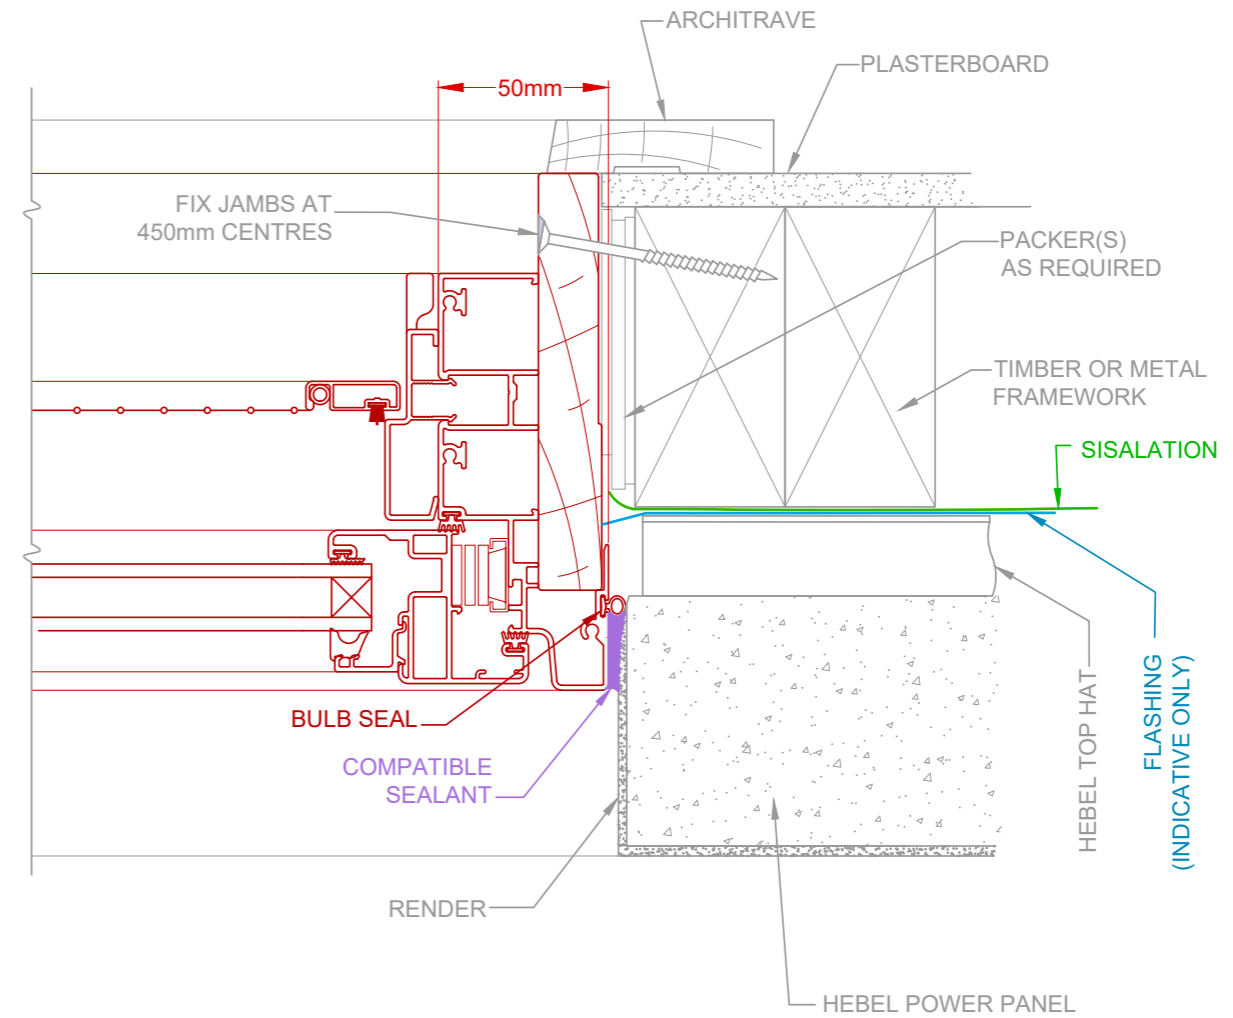 ARCHITRAVE
PLASTERBOARD
50mm
FIX JAMBS AT
450mm CENTRES
PACKER(S)
AS REQUIRED
TIMBER OR METAL
FRAMEWORK
SISALATION
BULB SEAL
COMPATIBLE
SEALANT
HEBEL TOP HAT
FLASHING
(INDICATIVE ONLY)
RENDER
HEBEL POWER PANEL